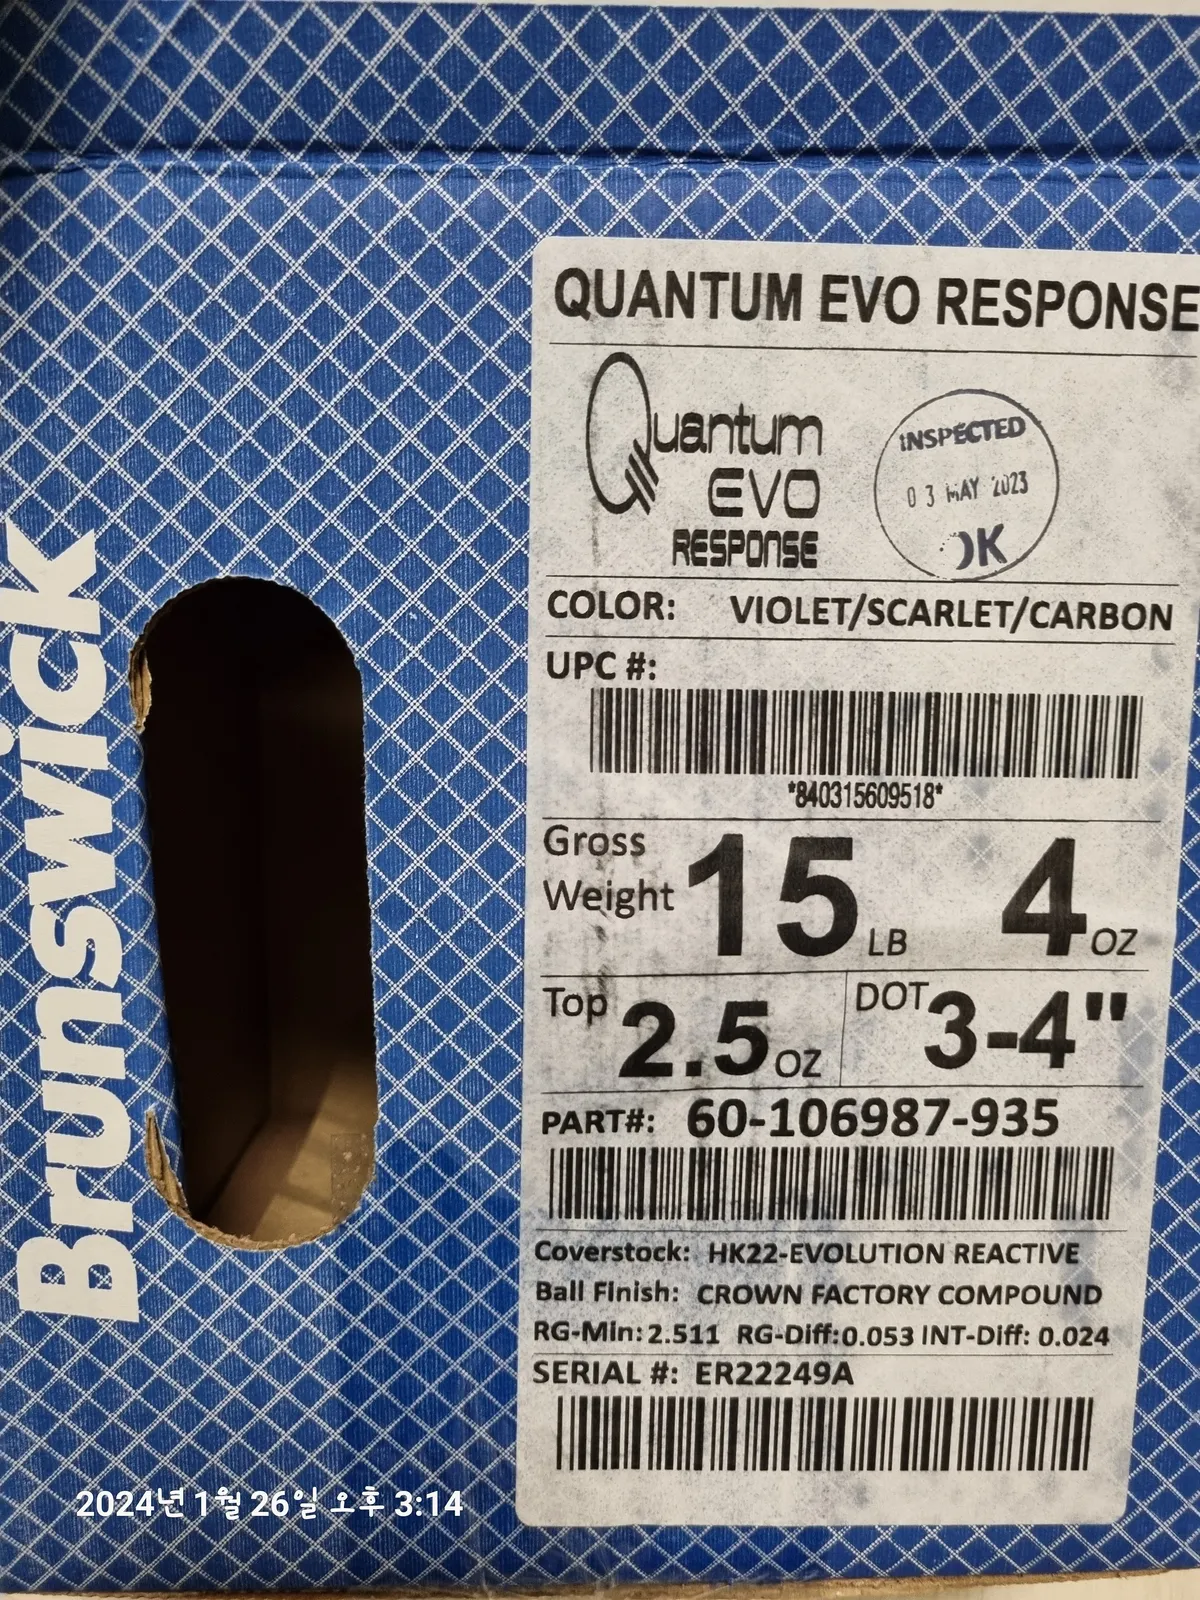 Brunswick
QUANTUM EVO RESPONSE
Quantum
EVO
RESPONSE
INSPECTED
03 MAY 2023
OK
COLOR: VIOLET/SCARLET/CARBON
UPC #:
*840315609518*
Gross Weight 15 LB 4 OZ
Top 2.5 OZ DOT 3-4"
PART#: 60-106987-935
Coverstock: HK22-EVOLUTION REACTIVE
Ball Finish: CROWN FACTORY COMPOUND
RG-Min: 2.511 RG-Diff: 0.053 INT-Diff: 0.024
SERIAL #: ER22249A
2024년 1월 26일 오후 3:14